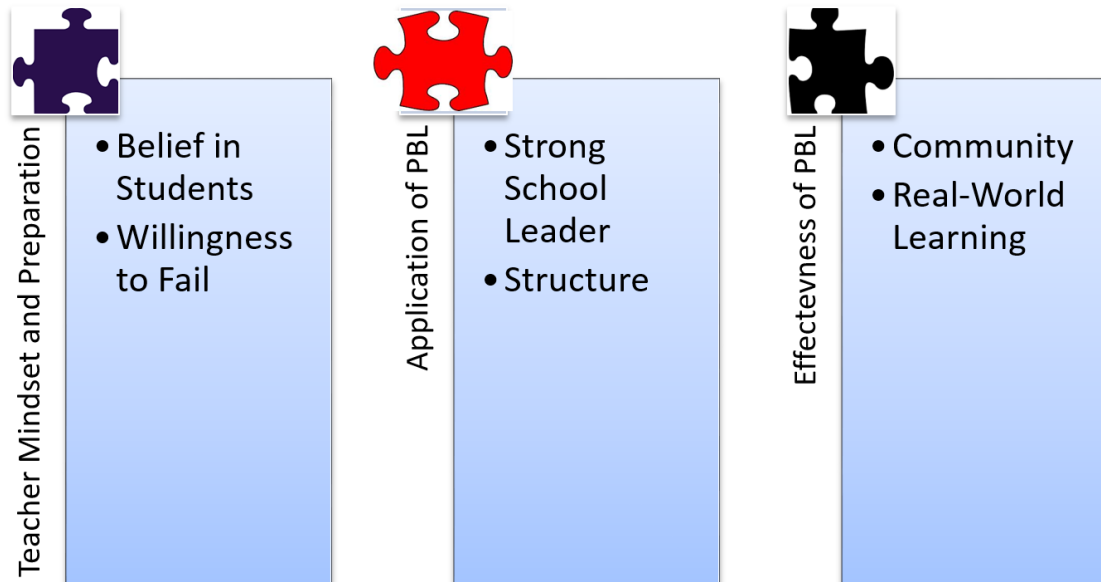 Teacher Mindset and Preparation
• Belief in
Students
• Willingness
to Fail
Application of PBL
• Strong
School
Leader
• Structure
Effectevness of PBL
• Community
• Real-World
Learning